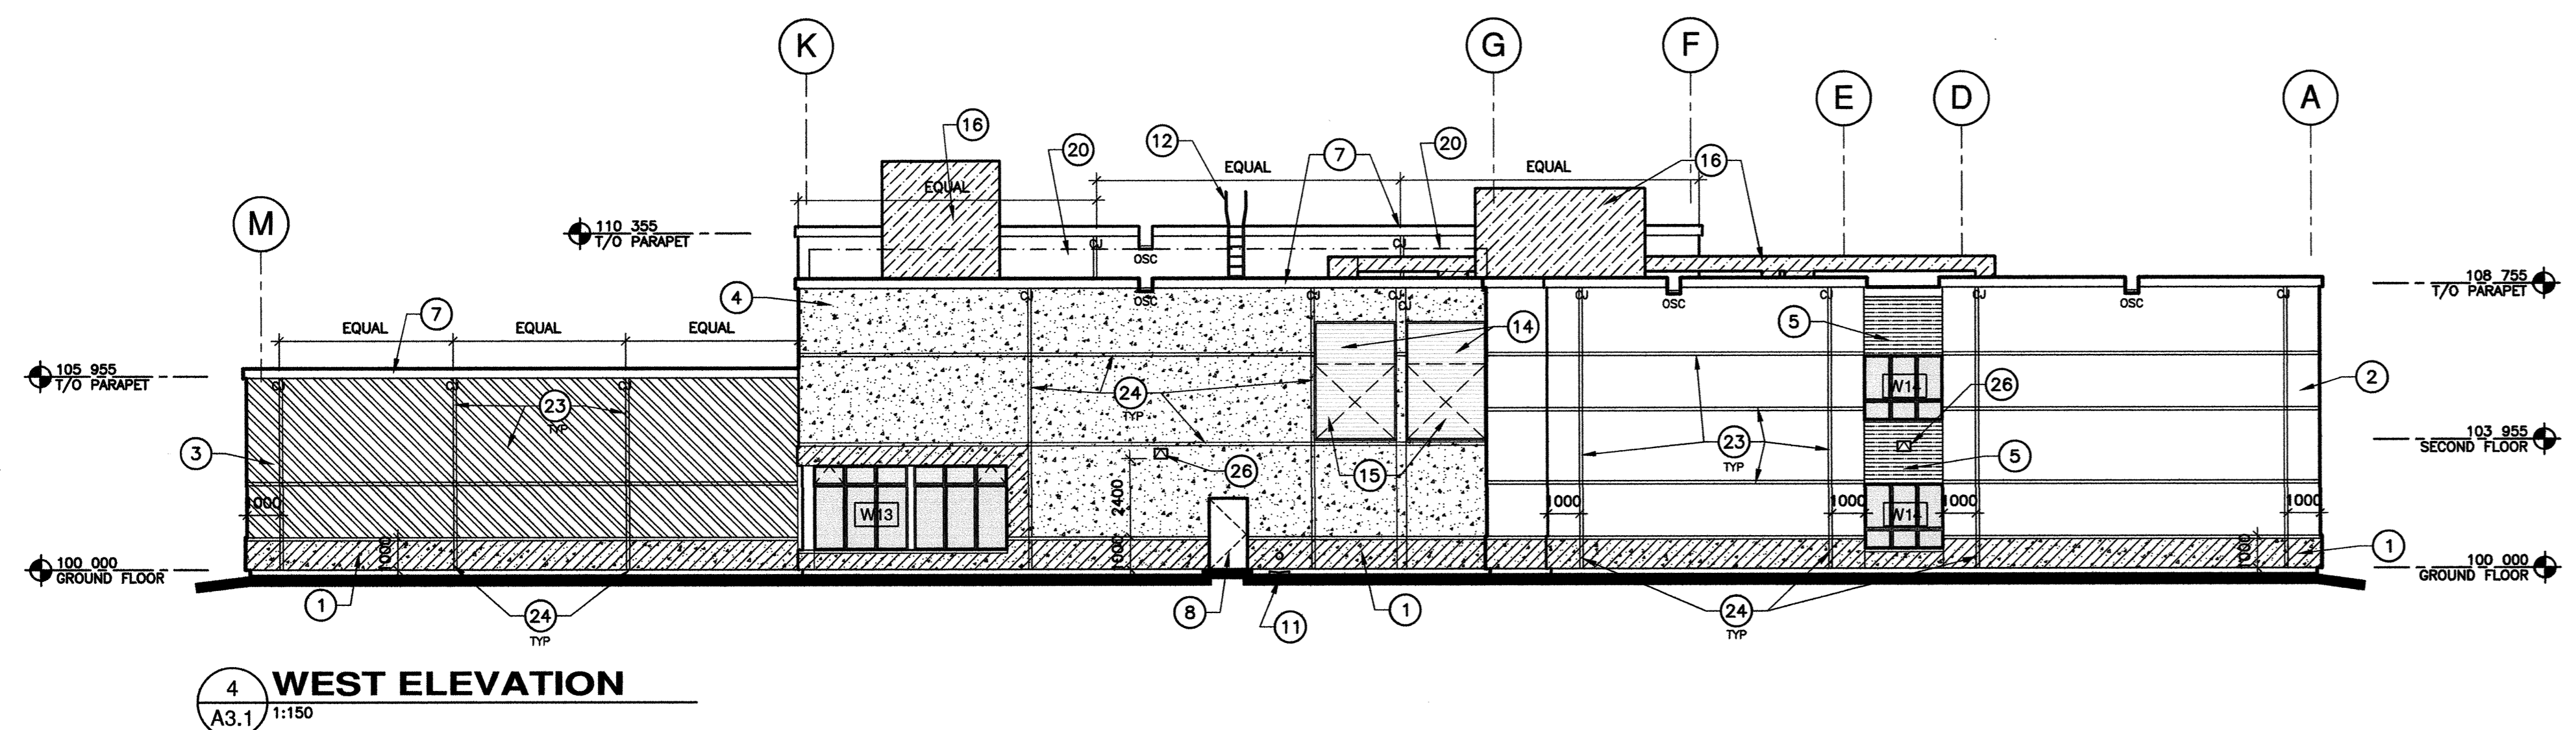 K
G
F
E
D
A
M
16
20
12
7
20
16
EQUAL
EQUAL
EQUAL
110 355
T/O PARAPET
CJ
OSC
CJ
108 755
T/O PARAPET
7
EQUAL
EQUAL
EQUAL
4
CJ
OSC
CJ
CJ
CJ
CJ
OSC
CJ
CJ
OSC
CJ
14
5
105 955
T/O PARAPET
CJ
CJ
CJ
23
TYP
24
TYP
W14
26
2
3
23
TYP
103 955
SECOND FLOOR
26
15
5
1000
2400
1000
1000
1000
1000
W13
W14
1000
1000
1000
1
100 000
GROUND FLOOR
100 000
GROUND FLOOR
1
24
TYP
8
11
1
24
TYP
4
A3.1
WEST ELEVATION
1:150